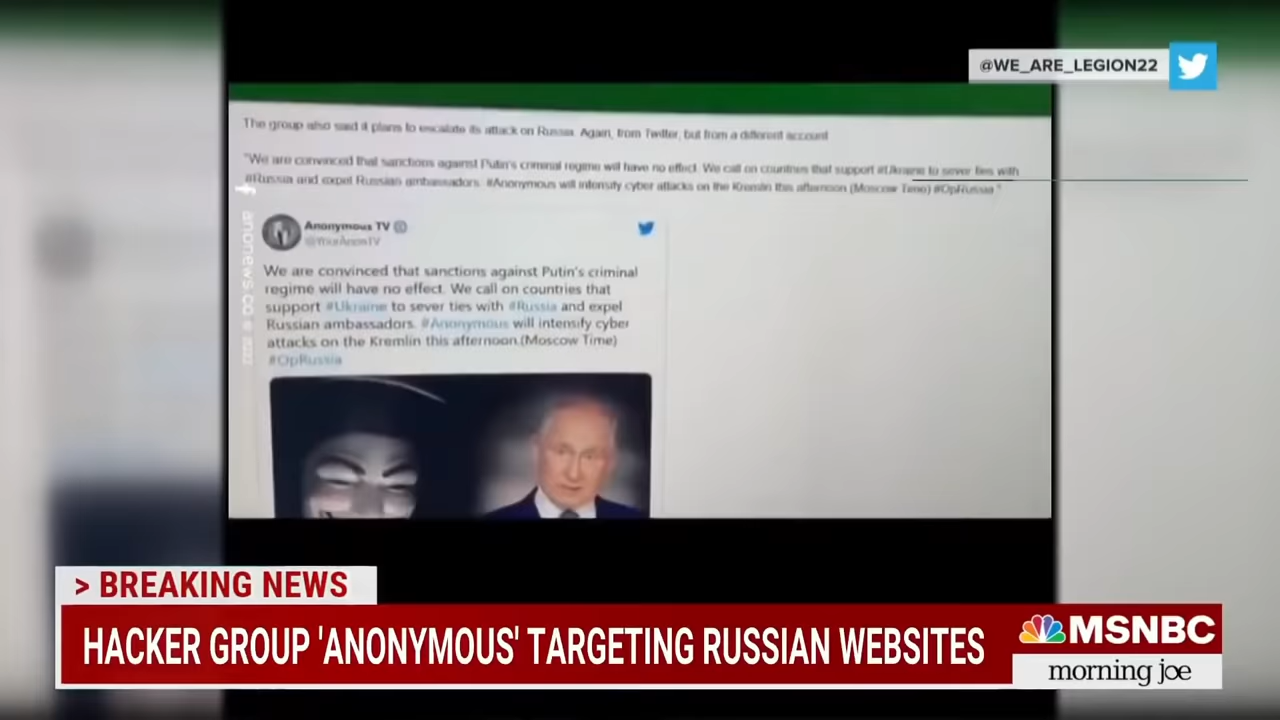 @WE_ARE_LEGION22
The group also said it plans to escalate its attack on Russia. Again, from Twitter, but from a different account
"We are convinced that sanctions against Putin's criminal regime will have no effect. We call on countries that support #Ukraine to sever ties with
#Russia and expel Russian ambassadors. #Anonymous will intensify cyber attacks on the Kremlin this afternoon (Moscow Time) #OpRussia "
anonews.co
Anonymous TV
@YourAnonTV
We are convinced that sanctions against Putin's criminal
regime will have no effect. We call on countries that
support #Ukraine to sever ties with #Russia and expel
Russian ambassadors. #Anonymous will intensify cyber
attacks on the Kremlin this afternoon.(Moscow Time)
#OpRussia
> BREAKING NEWS
HACKER GROUP 'ANONYMOUS' TARGETING RUSSIAN WEBSITES
MSNBC
morning joe